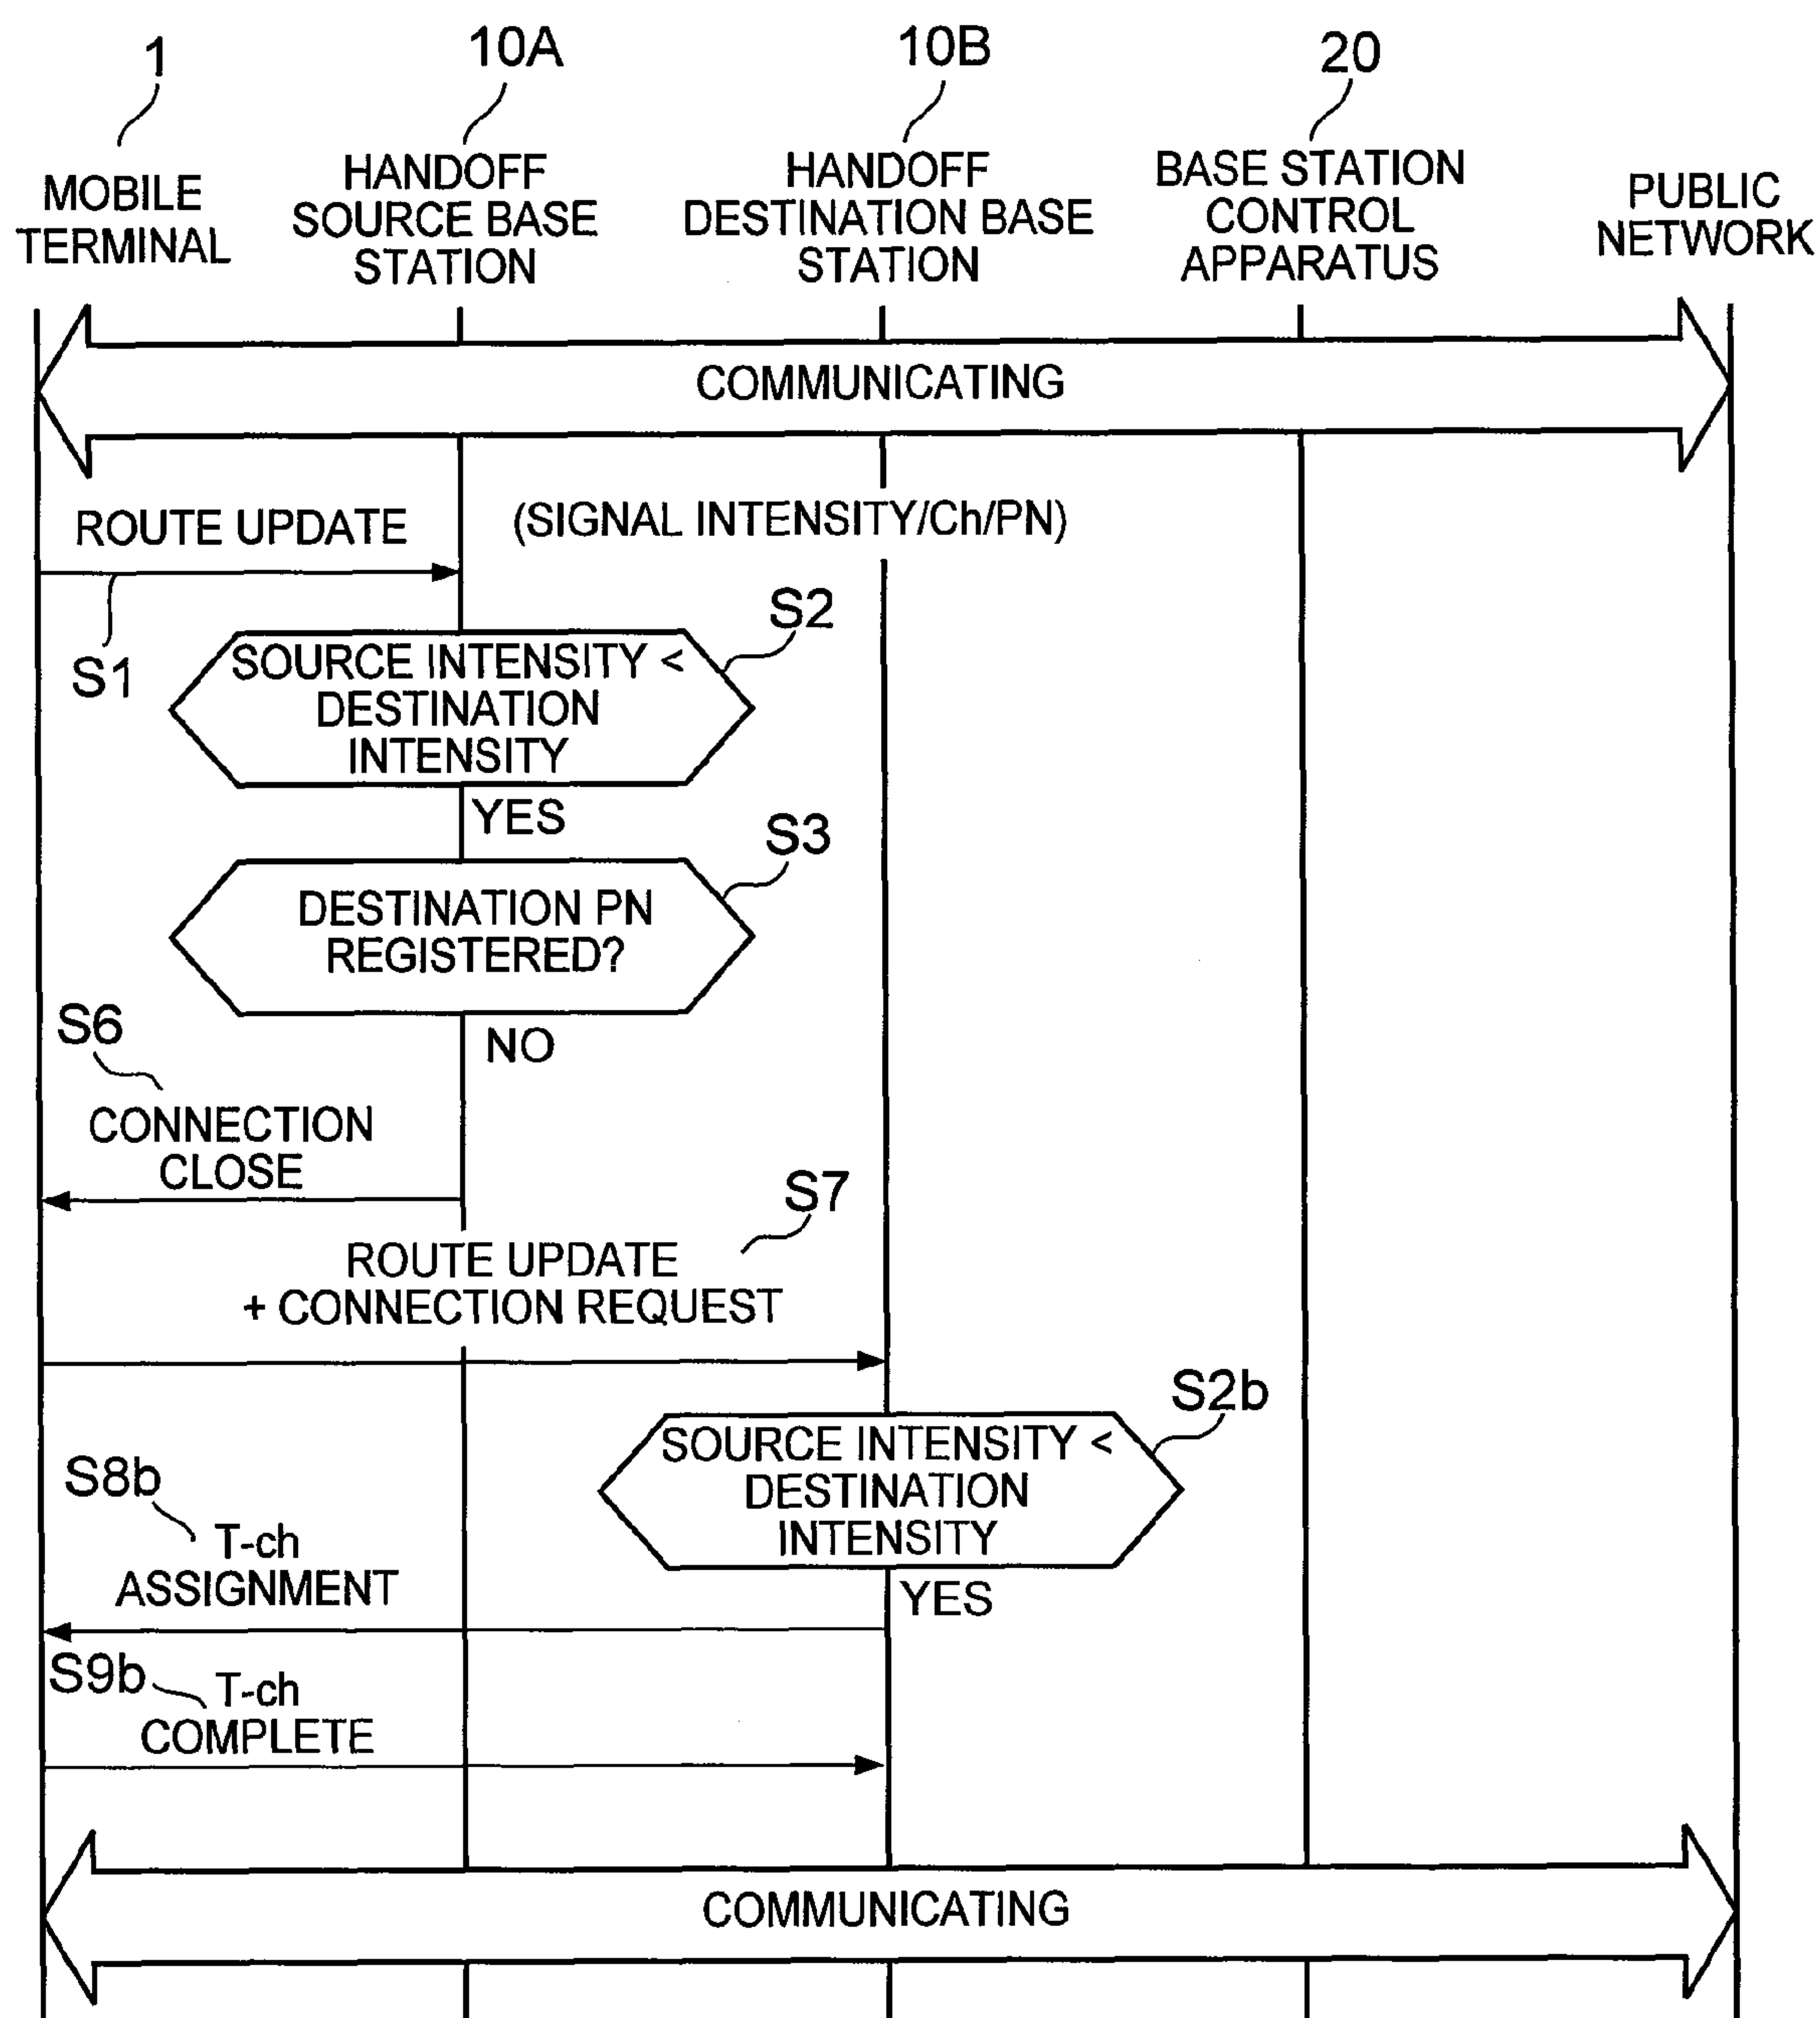 1
10A
10B
20
MOBILE
TERMINAL
HANDOFF
SOURCE BASE
STATION
HANDOFF
DESTINATION BASE
STATION
BASE STATION
CONTROL
APPARATUS
PUBLIC
NETWORK
COMMUNICATING
ROUTE UPDATE
(SIGNAL INTENSITY/Ch/PN)
S1
S2
SOURCE INTENSITY <
DESTINATION
INTENSITY
YES
S3
DESTINATION PN
REGISTERED?
NO
S6
CONNECTION
CLOSE
S7
ROUTE UPDATE
+ CONNECTION REQUEST
S2b
SOURCE INTENSITY <
DESTINATION
INTENSITY
YES
S8b
T-ch
ASSIGNMENT
S9b
T-ch
COMPLETE
COMMUNICATING